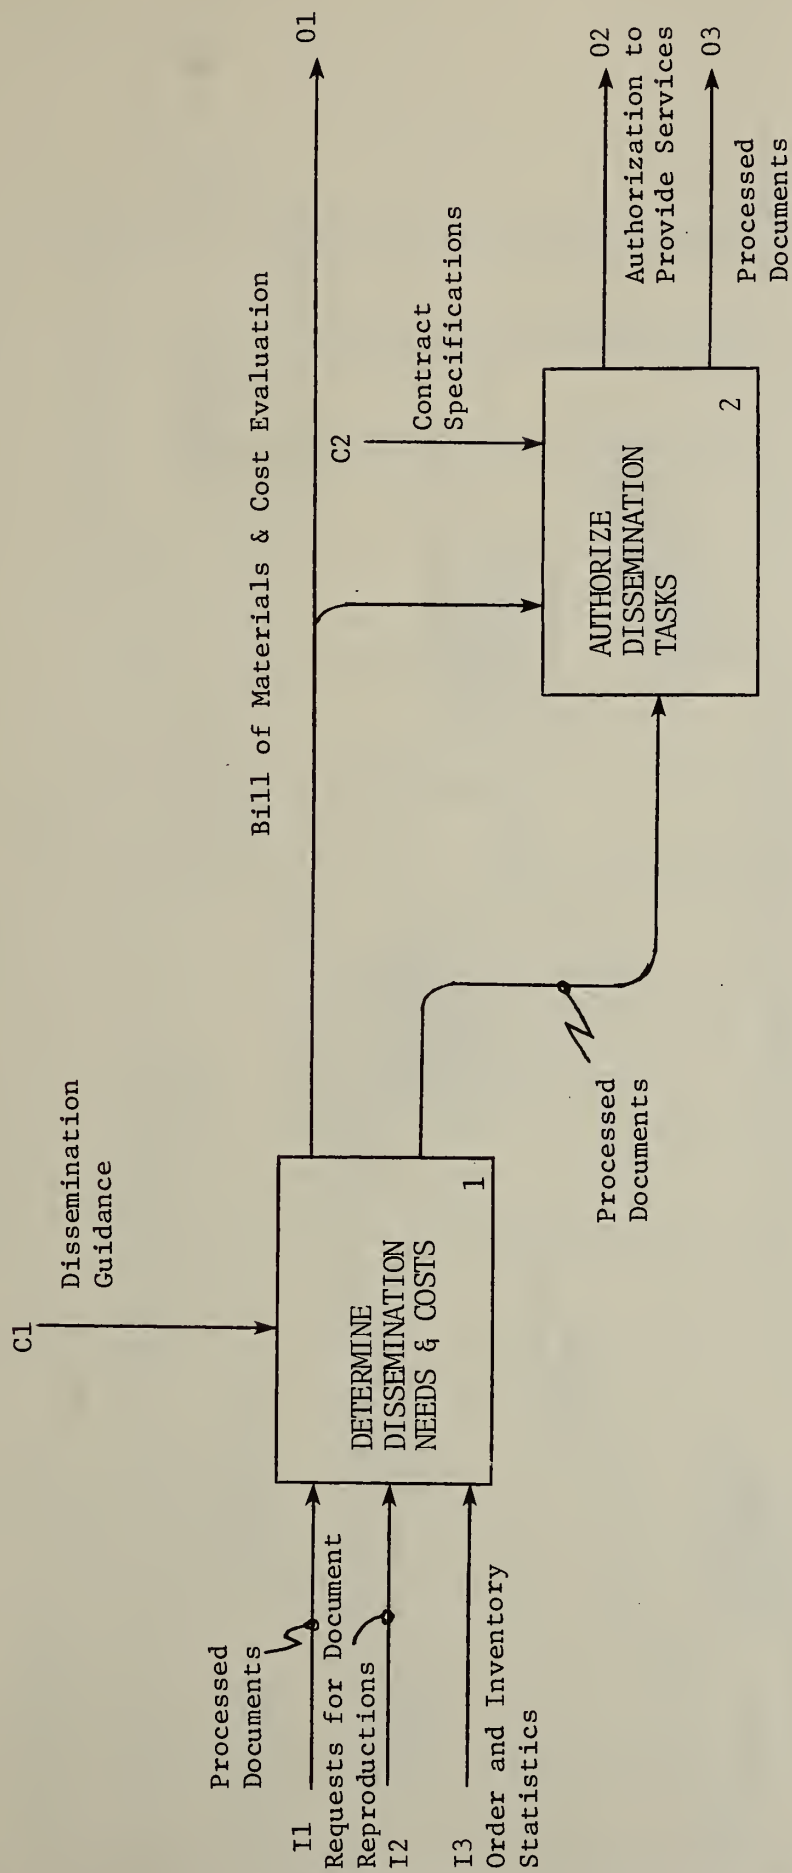 C1
Dissemination
Guidance
Processed
Documents
I1
Requests for Document
Reproductions
I2
I3
Order and Inventory
Statistics
DETERMINE
DISSEMINATION
NEEDS & COSTS
1
Bill of Materials & Cost Evaluation
O1
Processed
Documents
C2
Contract
Specifications
AUTHORIZE
DISSEMINATION
TASKS
2
O2
Authorization to
Provide Services
O3
Processed
Documents